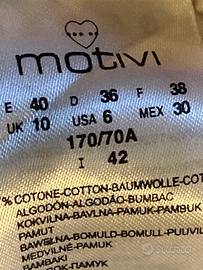 motivi
E 40 D 36 F 38
UK 10 USA 6 MEX 30
170/70A
I 42
% COTONE-COTTON-BAUMWOLLE-COT
ALGODÓN-ALGODÃO-BUMBAC
KOKVILNA-BAVLNA-PAMUK-PAMBUK
PAMUT
BAWEŁNA-BOMULD-BOMULL-PUUVIL
MEDVILNĖ-PAMUK
BAMBAKI
-ПАМУК